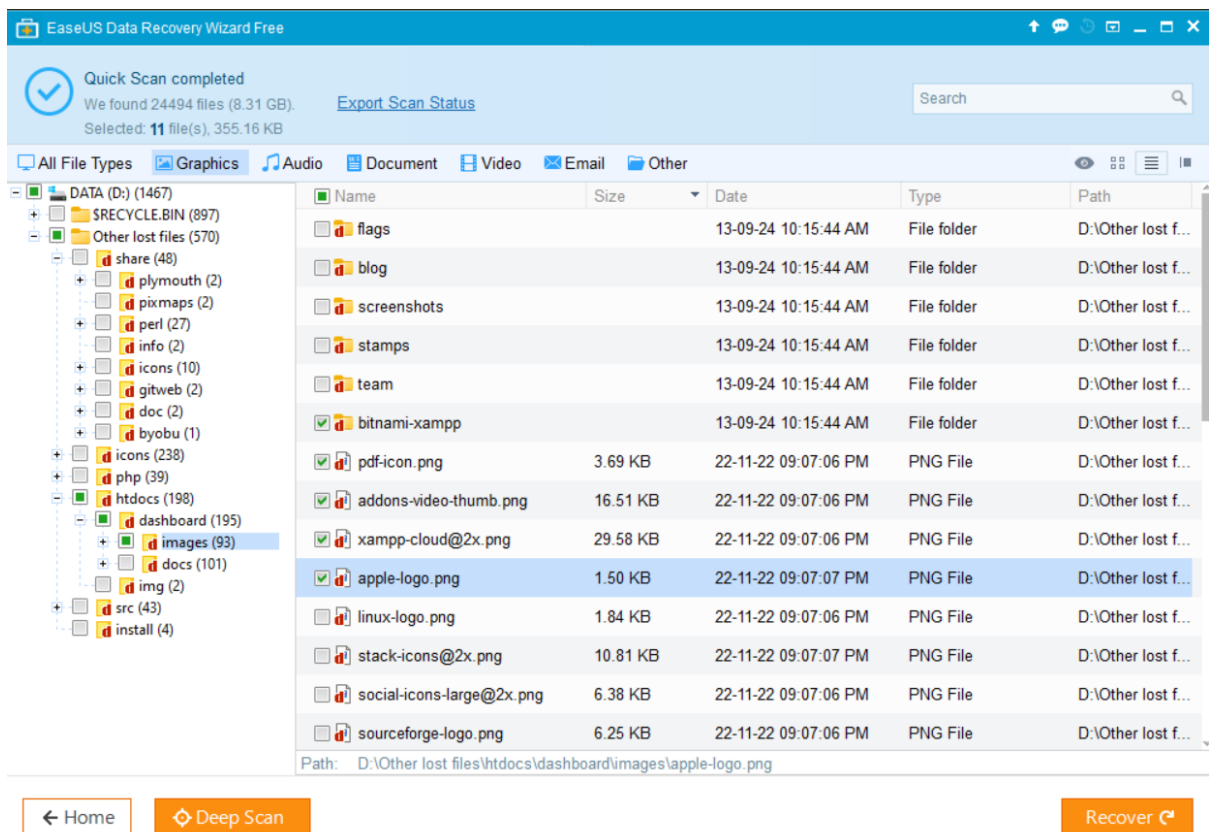 EaseUS Data Recovery Wizard Free
Quick Scan completed
We found 24494 files (8.31 GB).
Export Scan Status
Selected: 11 file(s), 355.16 KB
Search
All File Types Graphics Audio Document Video Email Other
DATA (D:) (1467)
$RECYCLE.BIN (897)
Other lost files (570)
share (48)
plymouth (2)
pixmaps (2)
perl (27)
info (2)
icons (10)
gitweb (2)
doc (2)
byobu (1)
icons (238)
php (39)
htdocs (198)
dashboard (195)
images (93)
docs (101)
img (2)
src (43)
install (4)
Name Size Date Type Path
flags 13-09-24 10:15:44 AM File folder D:\Other lost f...
blog 13-09-24 10:15:44 AM File folder D:\Other lost f...
screenshots 13-09-24 10:15:44 AM File folder D:\Other lost f...
stamps 13-09-24 10:15:44 AM File folder D:\Other lost f...
team 13-09-24 10:15:44 AM File folder D:\Other lost f...
bitnami-xampp 13-09-24 10:15:44 AM File folder D:\Other lost f...
pdf-icon.png 3.69 KB 22-11-22 09:07:06 PM PNG File D:\Other lost f...
addons-video-thumb.png 16.51 KB 22-11-22 09:07:06 PM PNG File D:\Other lost f...
xampp-cloud@2x.png 29.58 KB 22-11-22 09:07:06 PM PNG File D:\Other lost f...
apple-logo.png 1.50 KB 22-11-22 09:07:07 PM PNG File D:\Other lost f...
linux-logo.png 1.84 KB 22-11-22 09:07:06 PM PNG File D:\Other lost f...
stack-icons@2x.png 10.81 KB 22-11-22 09:07:07 PM PNG File D:\Other lost f...
social-icons-large@2x.png 6.38 KB 22-11-22 09:07:06 PM PNG File D:\Other lost f...
sourceforge-logo.png 6.25 KB 22-11-22 09:07:06 PM PNG File D:\Other lost f...
Path: D:\Other lost files\htdocs\dashboard\images\apple-logo.png
Home
Deep Scan
Recover